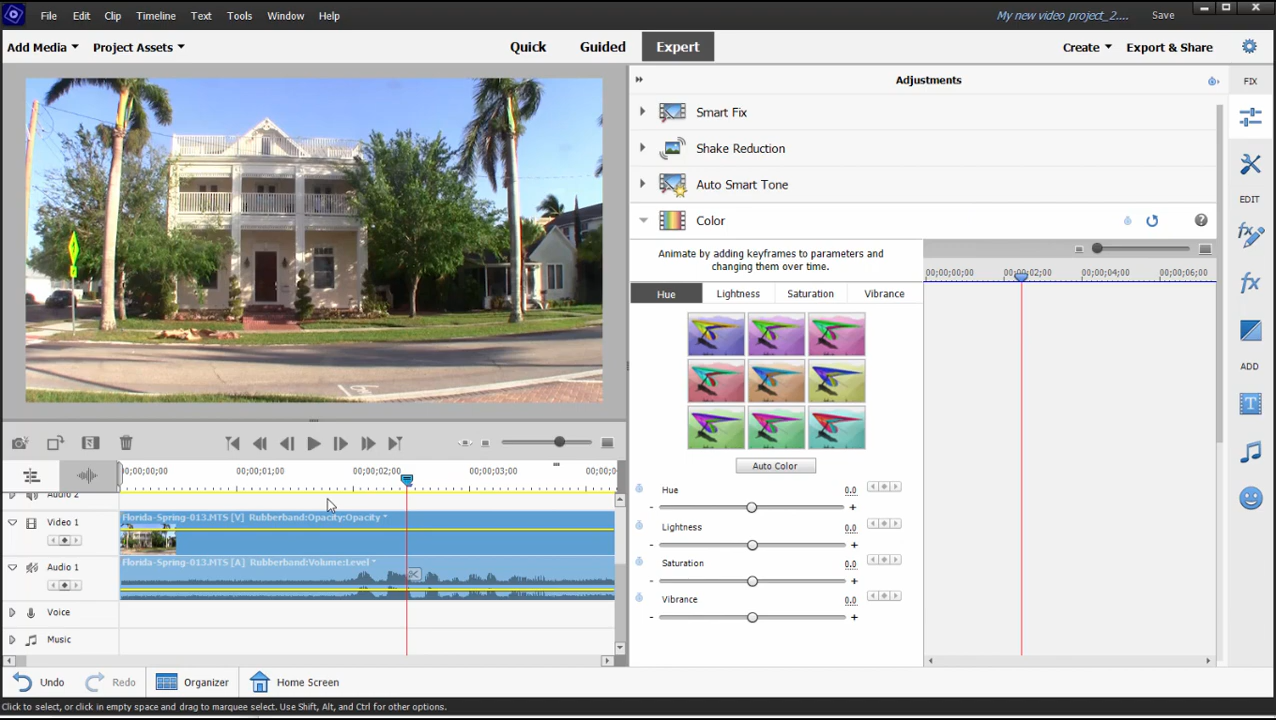 File Edit Clip Timeline Text Tools Window Help My new video project_2.... Save
Add Media Project Assets Quick Guided Expert Create Export & Share
Adjustments FIX
Smart Fix
Shake Reduction
Auto Smart Tone
EDIT
Color
Animate by adding keyframes to parameters and
changing them over time.
00;00;00;00 00;00;02;00 00;00;04;00 00;00;06;00
Hue Lightness Saturation Vibrance
ADD
Auto Color
00;00;00;00 00;00;01;00 00;00;02;00 00;00;03;00
Hue 0.0
Lightness 0.0
Saturation 0.0
Vibrance 0.0
Audio 2
Video 1 Florida-Spring-013.MTS [V] Rubberband:Opacity:Opacity
Audio 1 Florida-Spring-013.MTS [A] Rubberband:Volume:Level
Voice
Music
Undo Redo Organizer Home Screen
Click to select, or click in empty space and drag to marquee select. Use Shift, Alt, and Ctrl for other options.